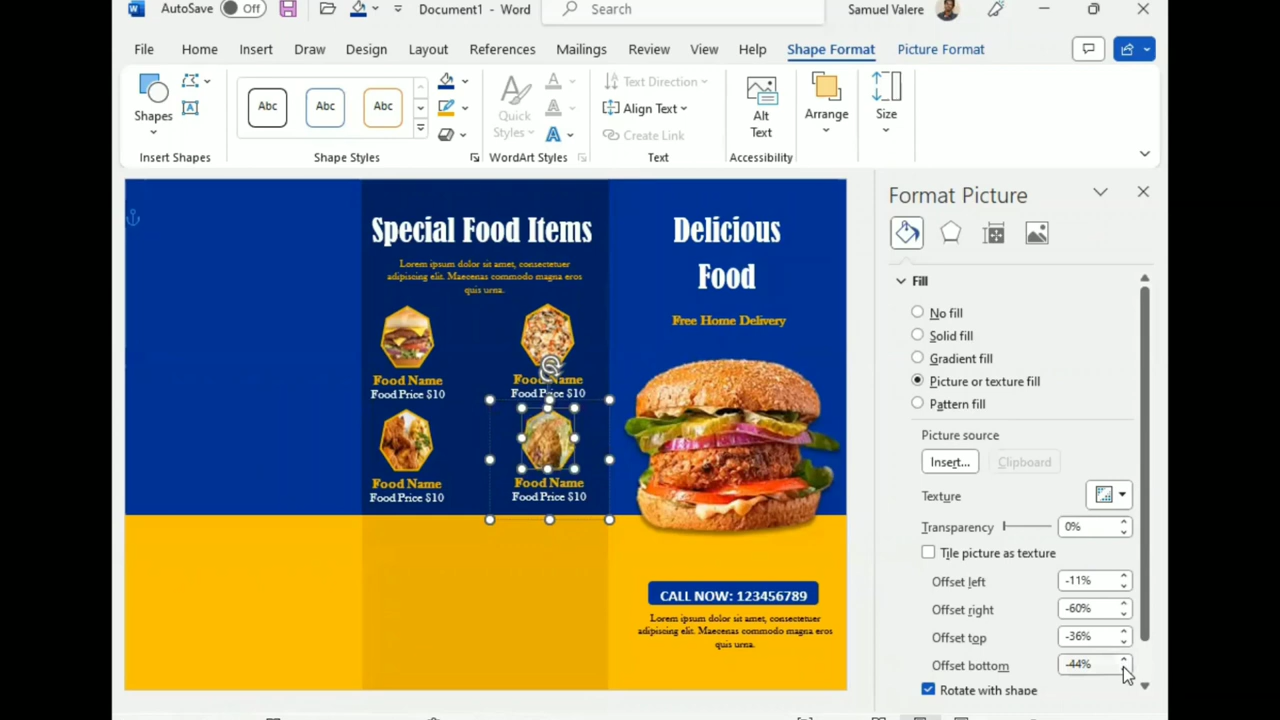 AutoSave Off Document1 - Word Search Samuel Valere
File Home Insert Draw Design Layout References Mailings Review View Help Shape Format Picture Format
Shapes
Insert Shapes
Abc Abc Abc
Shape Styles
Quick
Styles
WordArt Styles
Text Direction
Align Text
Create Link
Text
Alt
Text
Accessibility
Arrange
Size
Special Food Items
Lorem ipsum dolor sit amet, consectetuer
adipiscing elit. Maecenas commodo magna eros
quis urna.
Food Name
Food Price $10
Food Name
Food Price $10
Food Name
Food Price $10
Food Name
Food Price $10
Delicious
Food
Free Home Delivery
CALL NOW: 123456789
Lorem ipsum dolor sit amet, consectetuer
adipiscing elit. Maecenas commodo magna eros
quis urna.
Format Picture
Fill
No fill
Solid fill
Gradient fill
Picture or texture fill
Pattern fill
Picture source
Insert... Clipboard
Texture
Transparency 0%
Tile picture as texture
Offset left -11%
Offset right -60%
Offset top -36%
Offset bottom -44%
Rotate with shape